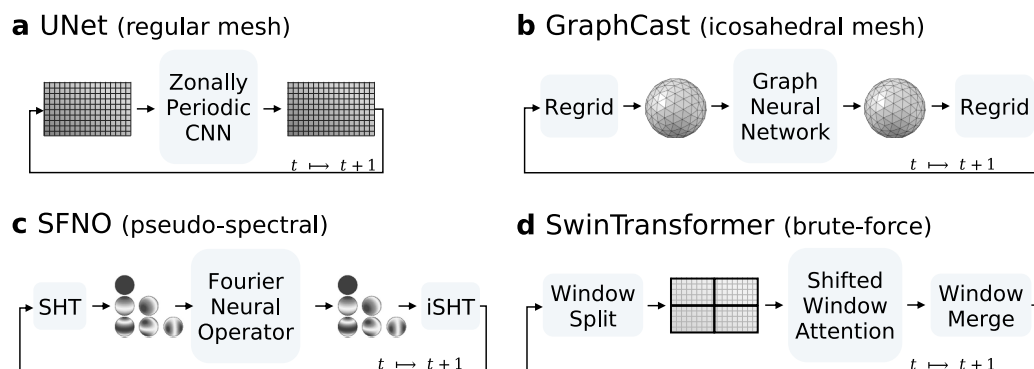 a UNet (regular mesh)
Zonally
Periodic
CNN
t ↦ t + 1
b GraphCast (icosahedral mesh)
Regrid
Graph
Neural
Network
Regrid
t ↦ t + 1
c SFNO (pseudo-spectral)
SHT
Fourier
Neural
Operator
iSHT
t ↦ t + 1
d SwinTransformer (brute-force)
Window
Split
Shifted
Window
Attention
Window
Merge
t ↦ t + 1